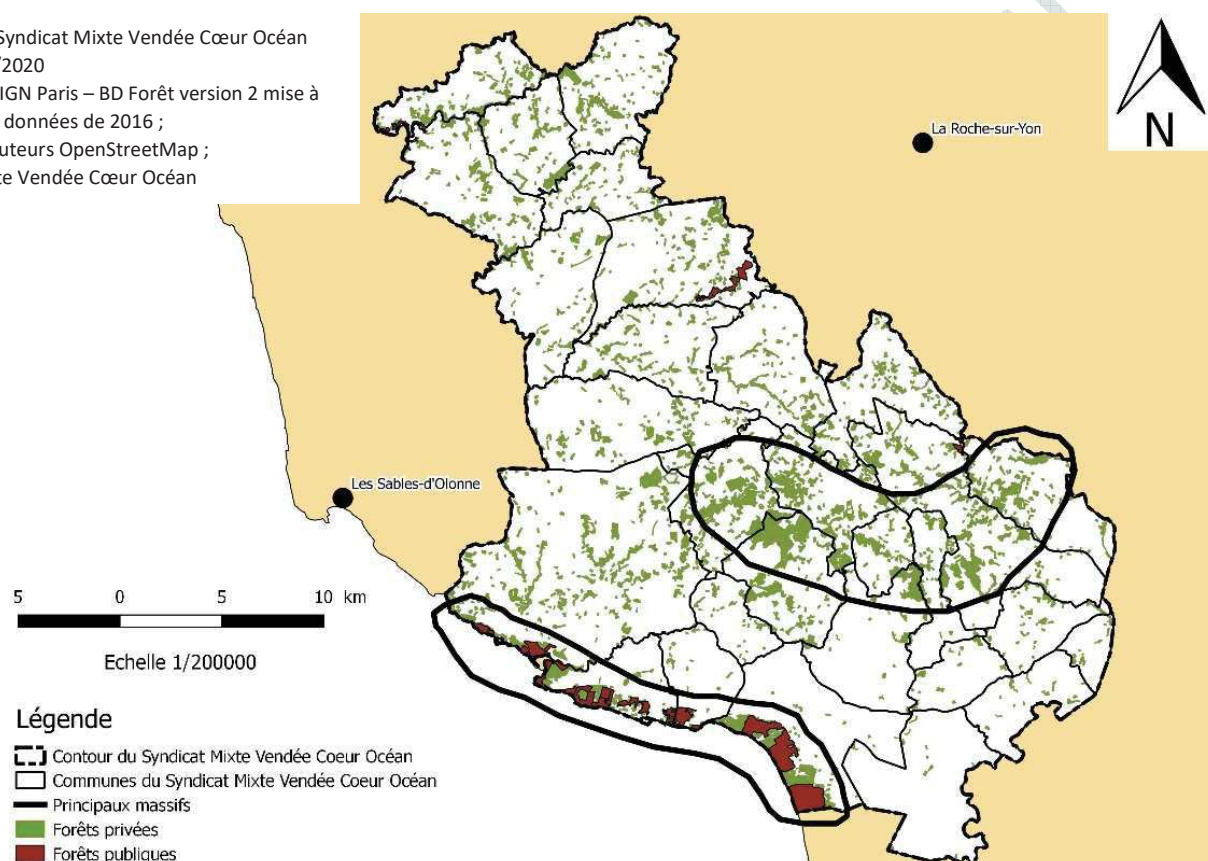 Syndicat Mixte Vendée Cœur Océan
/2020
IGN Paris – BD Forêt version 2 mise à
données de 2016 ;
uteurs OpenStreetMap ;
te Vendée Cœur Océan
N
La Roche-sur-Yon
Les Sables-d'Olonne
5 0 5 10 km
Echelle 1/200000
Légende
Contour du Syndicat Mixte Vendée Coeur Océan
Communes du Syndicat Mixte Vendée Coeur Océan
Principaux massifs
Forêts privées
Forêts publiques